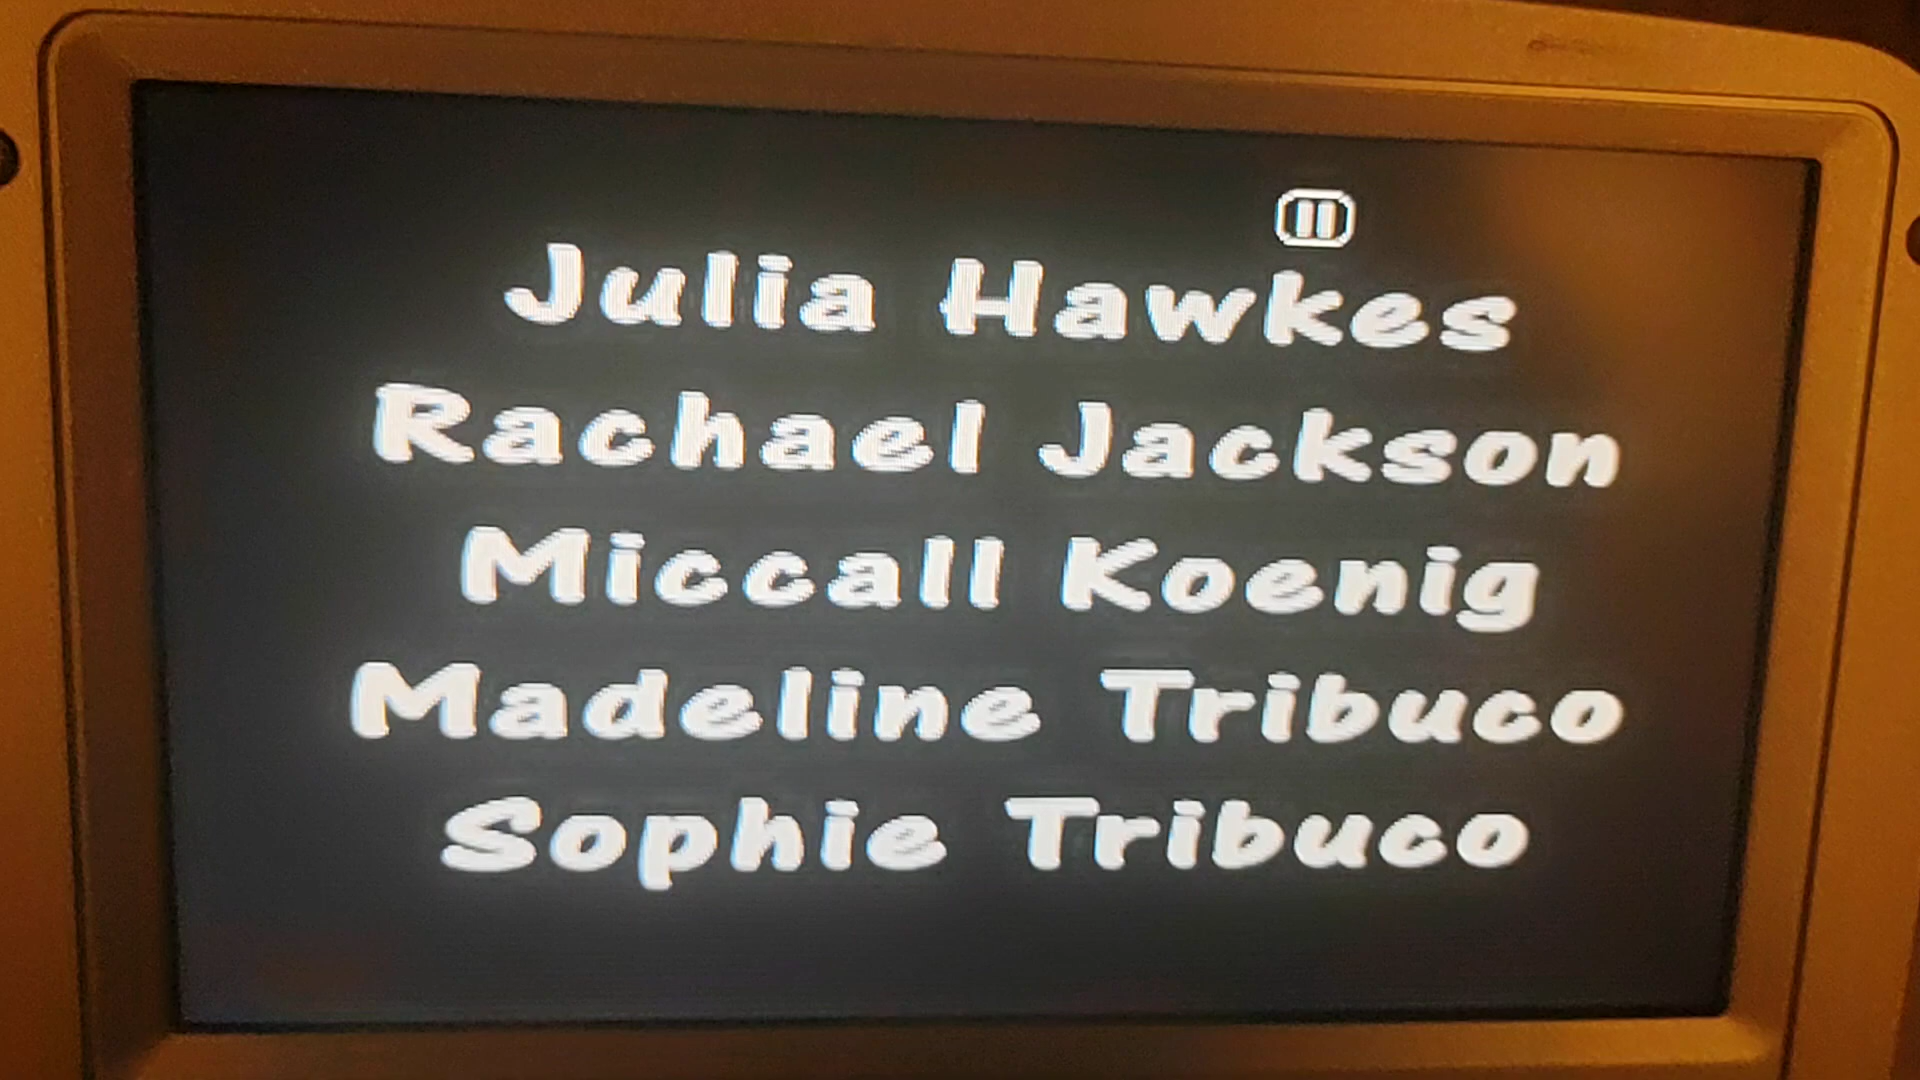 Julia Hawkes
Rachael Jackson
Miccall Koenig
Madeline Tribuco
Sophie Tribuco